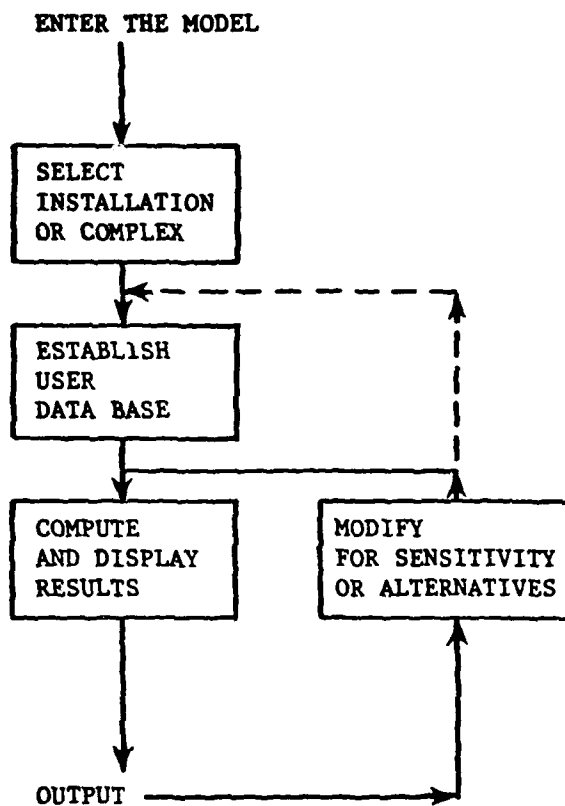 ENTER THE MODEL
SELECT
INSTALLATION
OR COMPLEX
ESTABLISH
USER
DATA BASE
COMPUTE
AND DISPLAY
RESULTS
MODIFY
FOR SENSITIVITY
OR ALTERNATIVES
OUTPUT